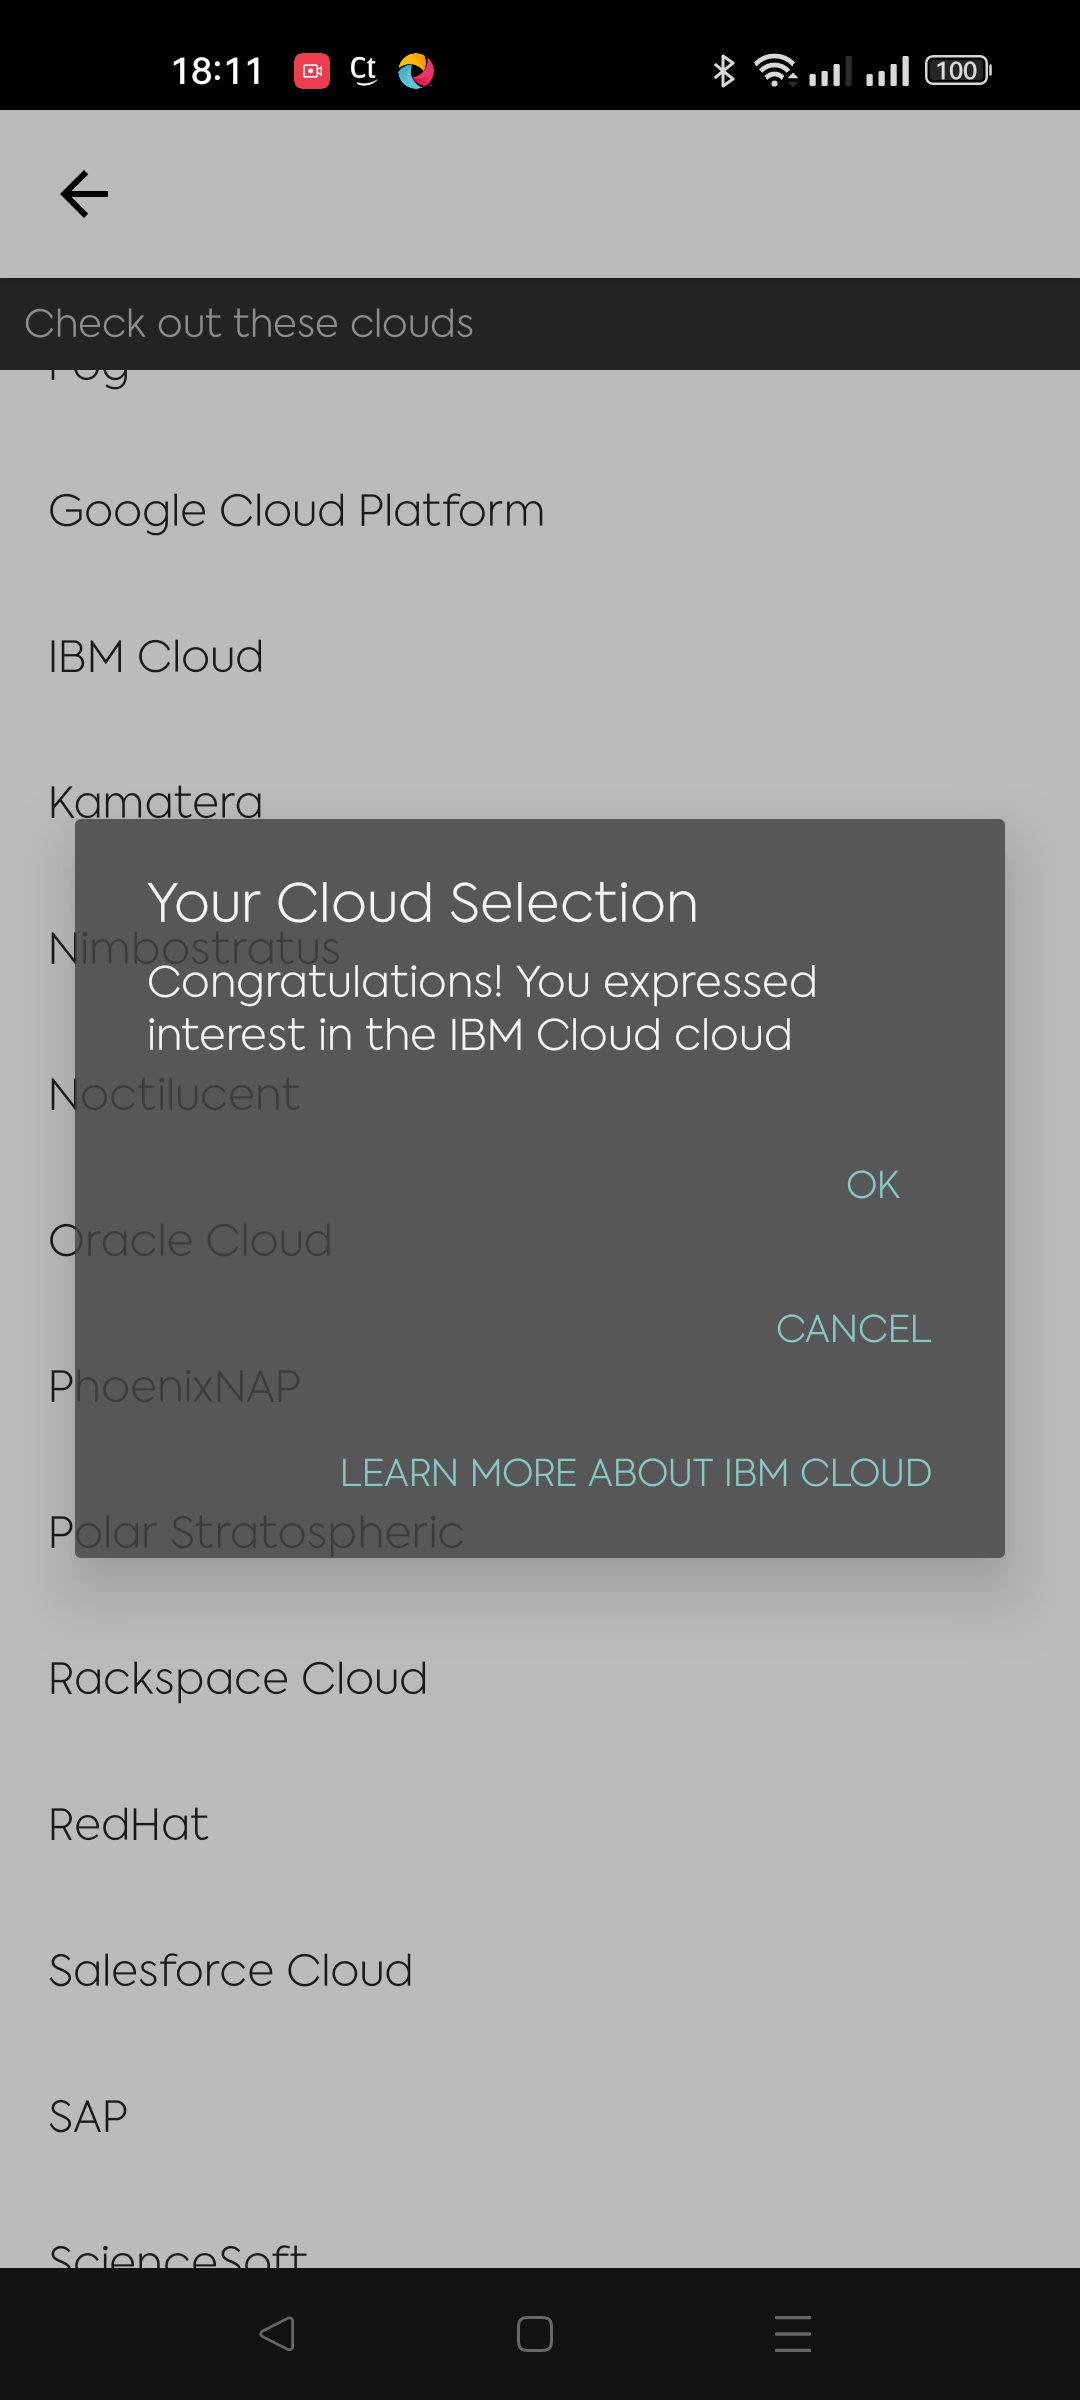 18:11
Ct
100
Check out these clouds
Fog
Google Cloud Platform
IBM Cloud
Kamatera
Nimbostratus
Noctilucent
Oracle Cloud
PhoenixNAP
Polar Stratospheric
Your Cloud Selection
Congratulations! You expressed
interest in the IBM Cloud cloud
OK
CANCEL
LEARN MORE ABOUT IBM CLOUD
Rackspace Cloud
RedHat
Salesforce Cloud
SAP
ScienceSoft